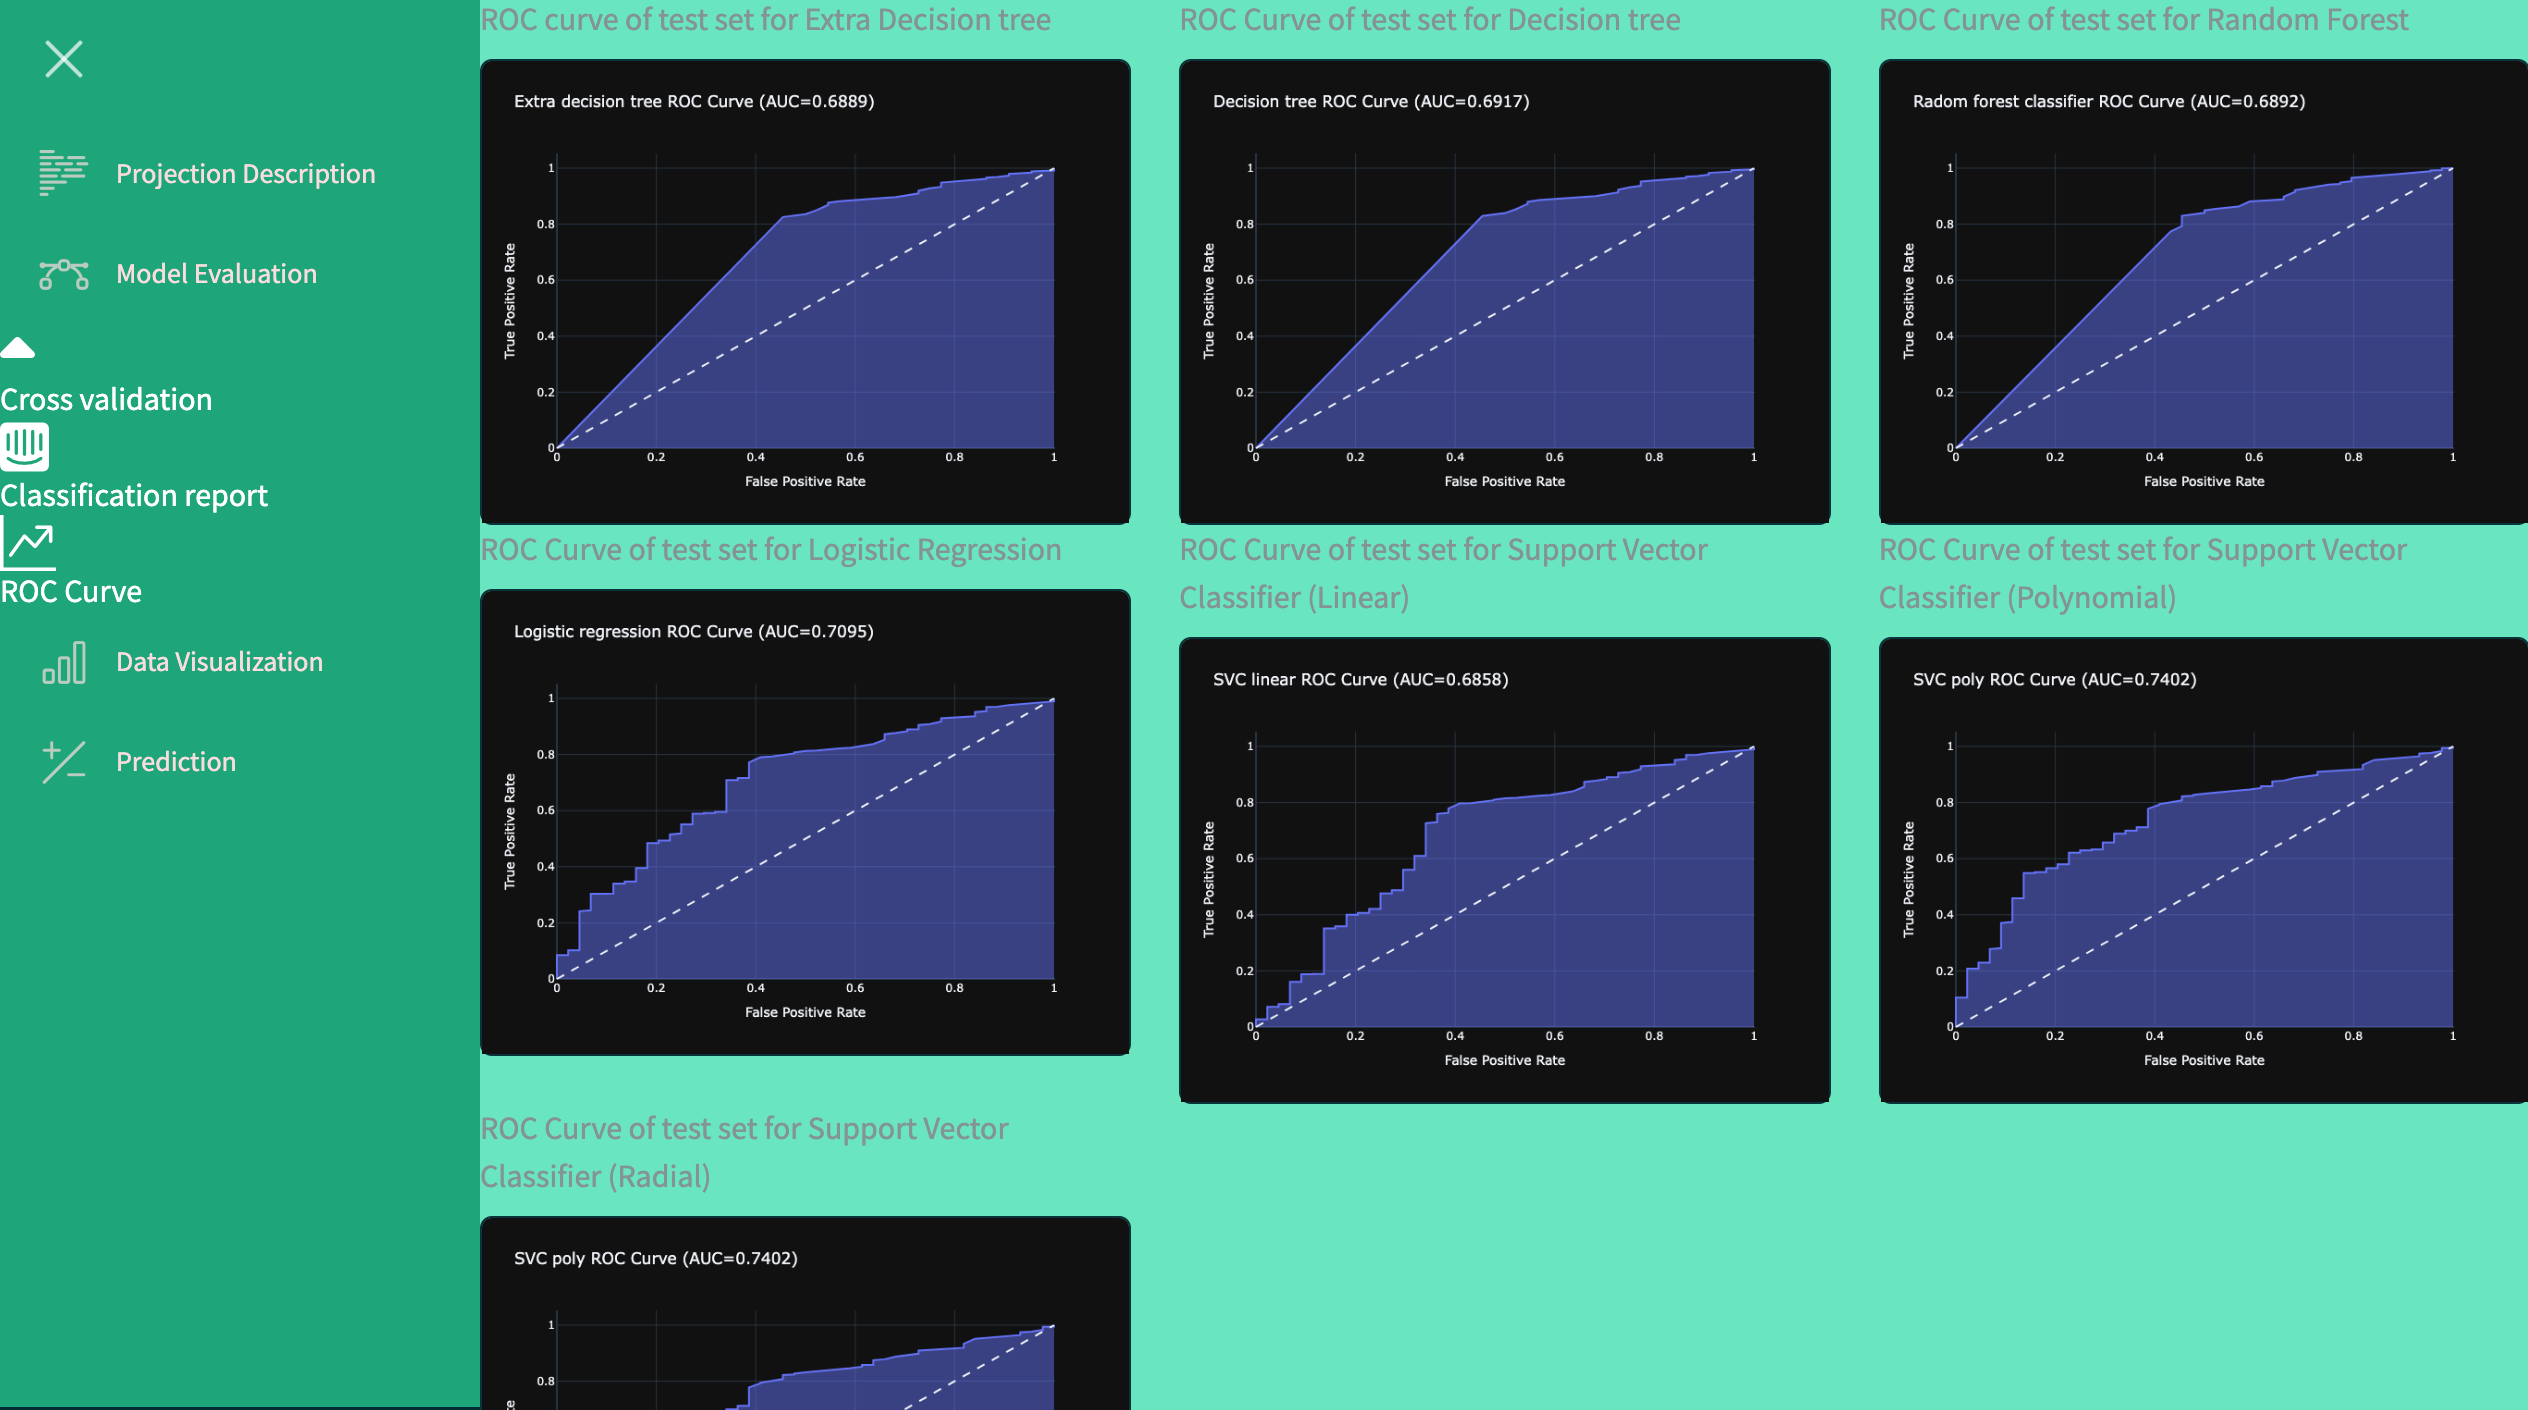 Projection Description
Model Evaluation
Cross validation
Classification report
ROC Curve
Data Visualization
Prediction
ROC curve of test set for Extra Decision tree
Extra decision tree ROC Curve (AUC=0.6889)
True Positive Rate
1
0.8
0.6
0.4
0.2
0
0 0.2 0.4 0.6 0.8 1
False Positive Rate
ROC Curve of test set for Decision tree
Decision tree ROC Curve (AUC=0.6917)
True Positive Rate
1
0.8
0.6
0.4
0.2
0
0 0.2 0.4 0.6 0.8 1
False Positive Rate
ROC Curve of test set for Random Forest
Radom forest classifier ROC Curve (AUC=0.6892)
True Positive Rate
1
0.8
0.6
0.4
0.2
0
0 0.2 0.4 0.6 0.8 1
False Positive Rate
ROC Curve of test set for Logistic Regression
Logistic regression ROC Curve (AUC=0.7095)
True Positive Rate
1
0.8
0.6
0.4
0.2
0
0 0.2 0.4 0.6 0.8 1
False Positive Rate
ROC Curve of test set for Support Vector
Classifier (Linear)
SVC linear ROC Curve (AUC=0.6858)
True Positive Rate
1
0.8
0.6
0.4
0.2
0
0 0.2 0.4 0.6 0.8 1
False Positive Rate
ROC Curve of test set for Support Vector
Classifier (Polynomial)
SVC poly ROC Curve (AUC=0.7402)
True Positive Rate
1
0.8
0.6
0.4
0.2
0
0 0.2 0.4 0.6 0.8 1
False Positive Rate
ROC Curve of test set for Support Vector
Classifier (Radial)
SVC poly ROC Curve (AUC=0.7402)
1
0.8